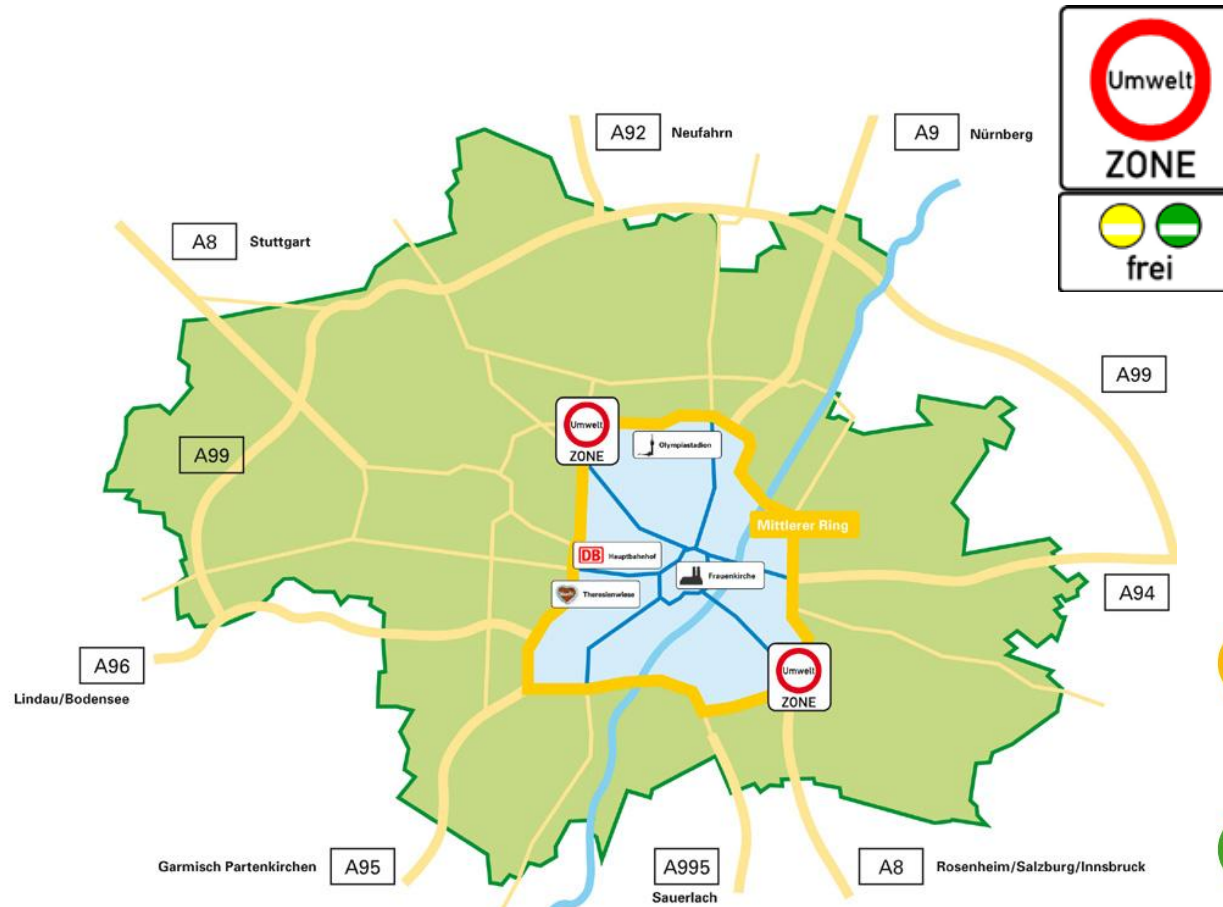 Umwelt
ZONE
frei
A92 Neufahrn
A9 Nürnberg
A8 Stuttgart
A99
A99
Umwelt
ZONE
Olympiastadion
Mittlerer Ring
DB Hauptbahnhof
Frauenkirche
Theresienwiese
A94
A96
Lindau/Bodensee
Umwelt
ZONE
Garmisch Partenkirchen A95
A995
Sauerlach
A8 Rosenheim/Salzburg/Innsbruck